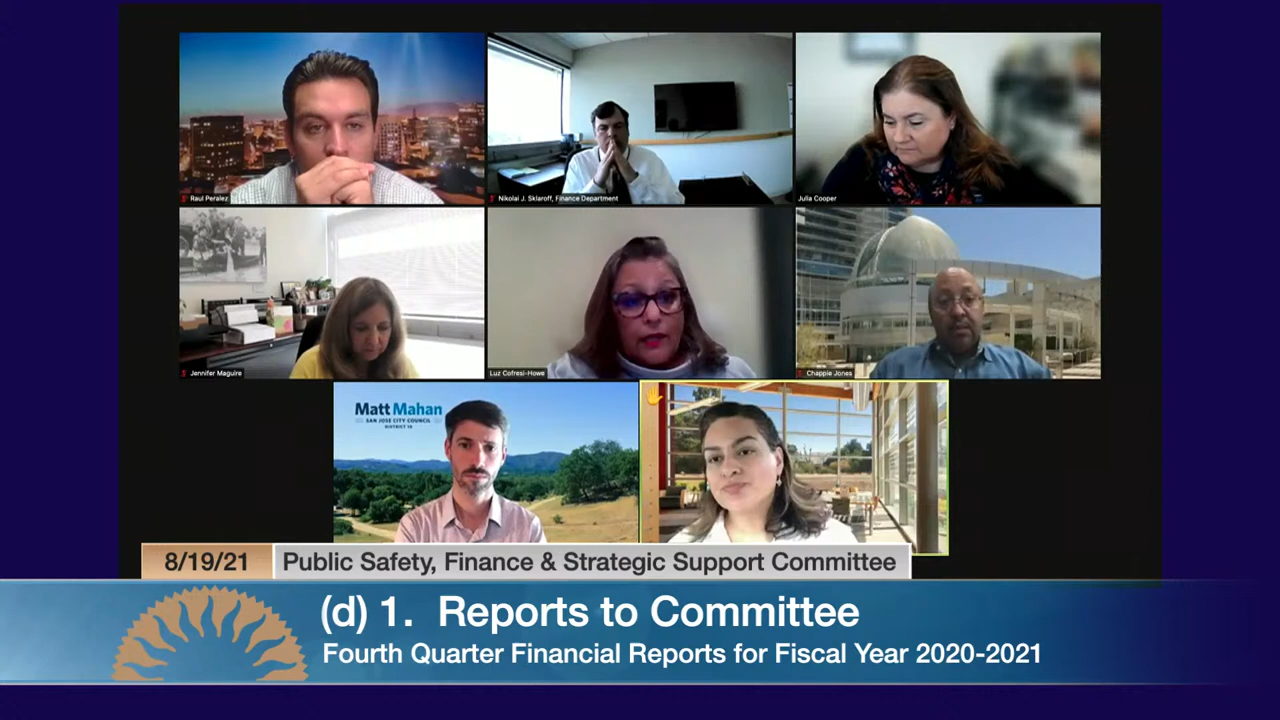 Raul Peralez
Nikolai J. Sklaroff, Finance Department
Julia Cooper
Jennifer Maguire
Luz Cofresi-Howe
Chappie Jones
Matt Mahan
SAN JOSE CITY COUNCIL
DISTRICT 10
8/19/21
Public Safety, Finance & Strategic Support Committee
(d) 1. Reports to Committee
Fourth Quarter Financial Reports for Fiscal Year 2020-2021